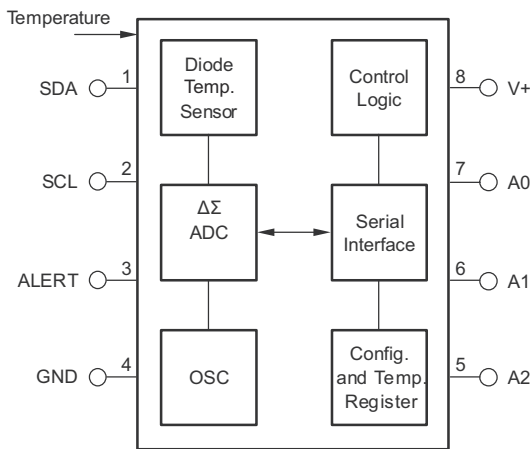 Temperature
SDA
1
Diode
Temp.
Sensor
Control
Logic
8
V+
SCL
2
ΔΣ
ADC
Serial
Interface
7
A0
ALERT
3
6
A1
GND
4
OSC
Config.
and Temp.
Register
5
A2